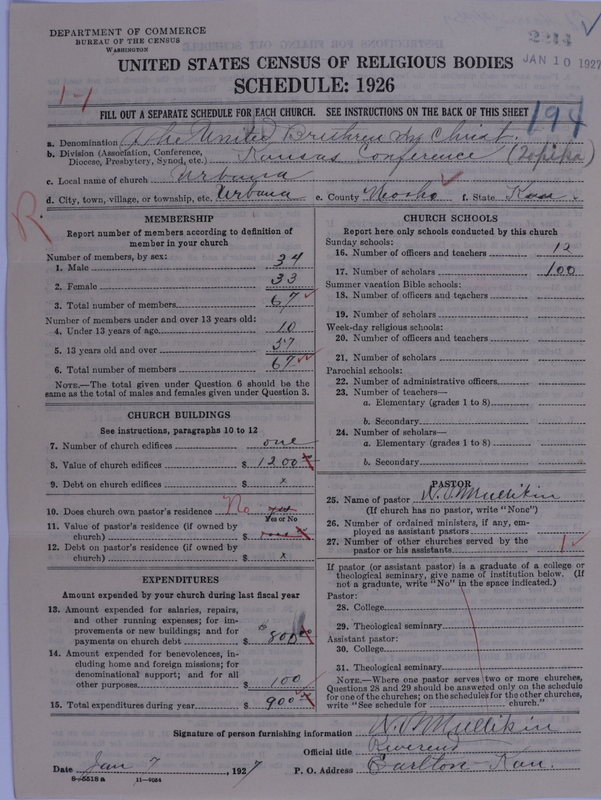 DEPARTMENT OF COMMERCE
BUREAU OF THE CENSUS
WASHINGTON
2214
JAN 10 1927
UNITED STATES CENSUS OF RELIGIOUS BODIES
SCHEDULE: 1926
1-1
FILL OUT A SEPARATE SCHEDULE FOR EACH CHURCH. SEE INSTRUCTIONS ON THE BACK OF THIS SHEET
194
a. Denomination The United Brethren in Christ.
b. Division (Association, Conference, Diocese, Presbytery, Synod, etc.) Kansas Conference (Topeka)
c. Local name of church Urbana
d. City, town, village, or township, etc. Urbana e. County Neosho f. State Kan
R
MEMBERSHIP
Report number of members according to definition of member in your church
Number of members, by sex:
1. Male 34
2. Female 33
3. Total number of members 67
Number of members under and over 13 years old:
4. Under 13 years of age 10
5. 13 years old and over 57
6. Total number of members 67
NOTE.—The total given under Question 6 should be the same as the total of males and females given under Question 3.
CHURCH BUILDINGS
See instructions, paragraphs 10 to 12
7. Number of church edifices one
8. Value of church edifices $1200
9. Debt on church edifices $ x
10. Does church own pastor's residence No yes
Yes or No
11. Value of pastor's residence (if owned by church) $
12. Debt on pastor's residence (if owned by church) $ x
EXPENDITURES
Amount expended by your church during last fiscal year
13. Amount expended for salaries, repairs, and other running expenses; for improvements or new buildings; and for payments on church debt $800
14. Amount expended for benevolences, including home and foreign missions; for denominational support; and for all other purposes $100
15. Total expenditures during year $900
CHURCH SCHOOLS
Report here only schools conducted by this church
Sunday schools:
16. Number of officers and teachers 12
17. Number of scholars 100
Summer vacation Bible schools:
18. Number of officers and teachers
19. Number of scholars
Week-day religious schools:
20. Number of officers and teachers
21. Number of scholars
Parochial schools:
22. Number of administrative officers
23. Number of teachers—
a. Elementary (grades 1 to 8)
b. Secondary
24. Number of scholars—
a. Elementary (grades 1 to 8)
b. Secondary
PASTOR
25. Name of pastor N. S. Mullikin
(If church has no pastor, write "None")
26. Number of ordained ministers, if any, employed as assistant pastors
27. Number of other churches served by the pastor or his assistants 1
If pastor (or assistant pastor) is a graduate of a college or theological seminary, give name of institution below. (If not a graduate, write "No" in the space indicated.)
Pastor:
28. College
29. Theological seminary
Assistant pastor:
30. College
31. Theological seminary
NOTE.—Where one pastor serves two or more churches, Questions 28 and 29 should be answered only on the schedule for one of the churches; on the schedules for the other churches, write "See schedule for church."
Signature of person furnishing information N. S. Mullikin
Official title Reverend
Date Jan 7, 1927 P. O. Address Earlton - Kan.
8-5518 a 11-9064